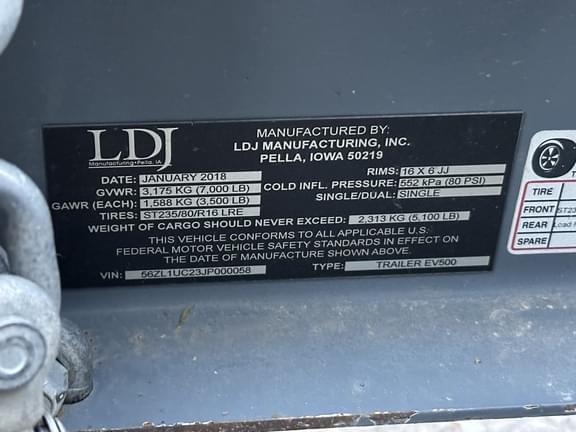 LDJ
Manufacturing · Pella, IA
MANUFACTURED BY:
LDJ MANUFACTURING, INC.
PELLA, IOWA 50219
DATE: JANUARY 2018
RIMS: 16 X 6 JJ
GVWR: 3,175 KG (7,000 LB)
COLD INFL. PRESSURE: 552 kPa (80 PSI)
GAWR (EACH): 1,588 KG (3,500 LB)
SINGLE/DUAL: SINGLE
TIRES: ST235/80/R16 LRE
WEIGHT OF CARGO SHOULD NEVER EXCEED: 2,313 KG (5,100 LB)
THIS VEHICLE CONFORMS TO ALL APPLICABLE U.S.
FEDERAL MOTOR VEHICLE SAFETY STANDARDS IN EFFECT ON
THE DATE OF MANUFACTURE SHOWN ABOVE.
VIN: 56ZL1UC23JP000058
TYPE: TRAILER EV500
TIRE
FRONT ST23
REAR Load
SPARE